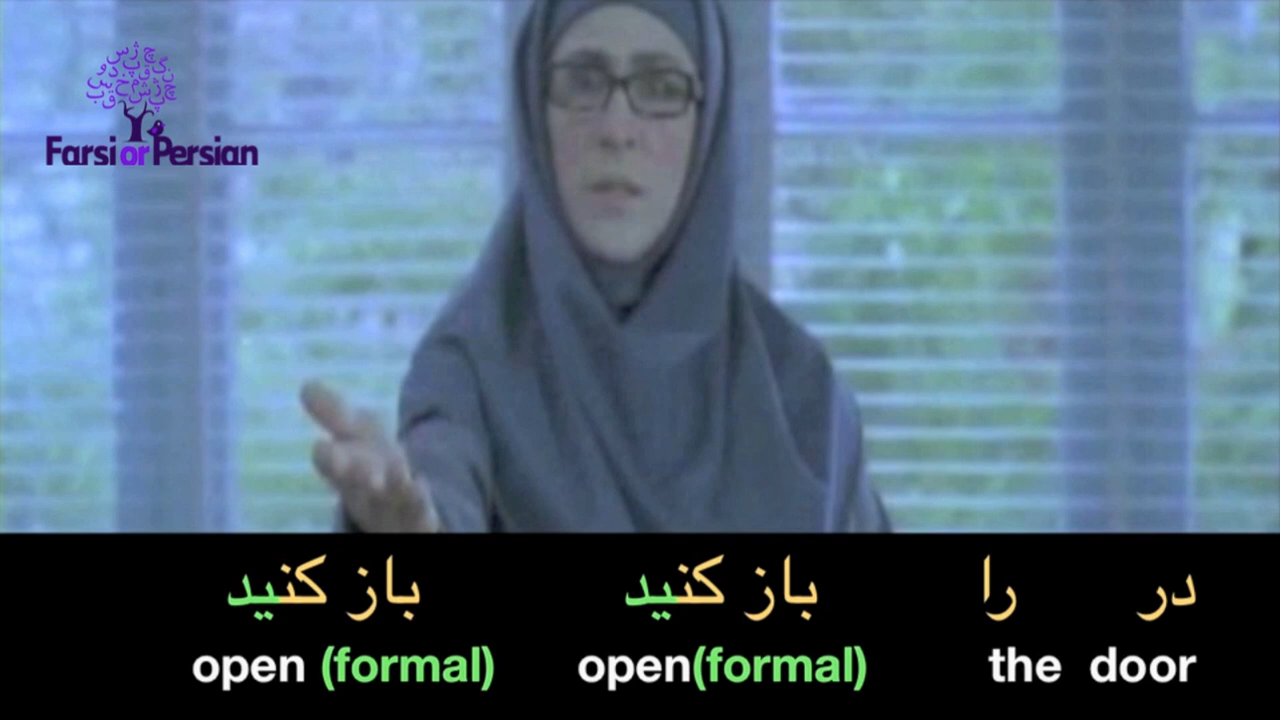 Farsi or Persian
در را باز کنید باز کنید
open (formal) open(formal) the door